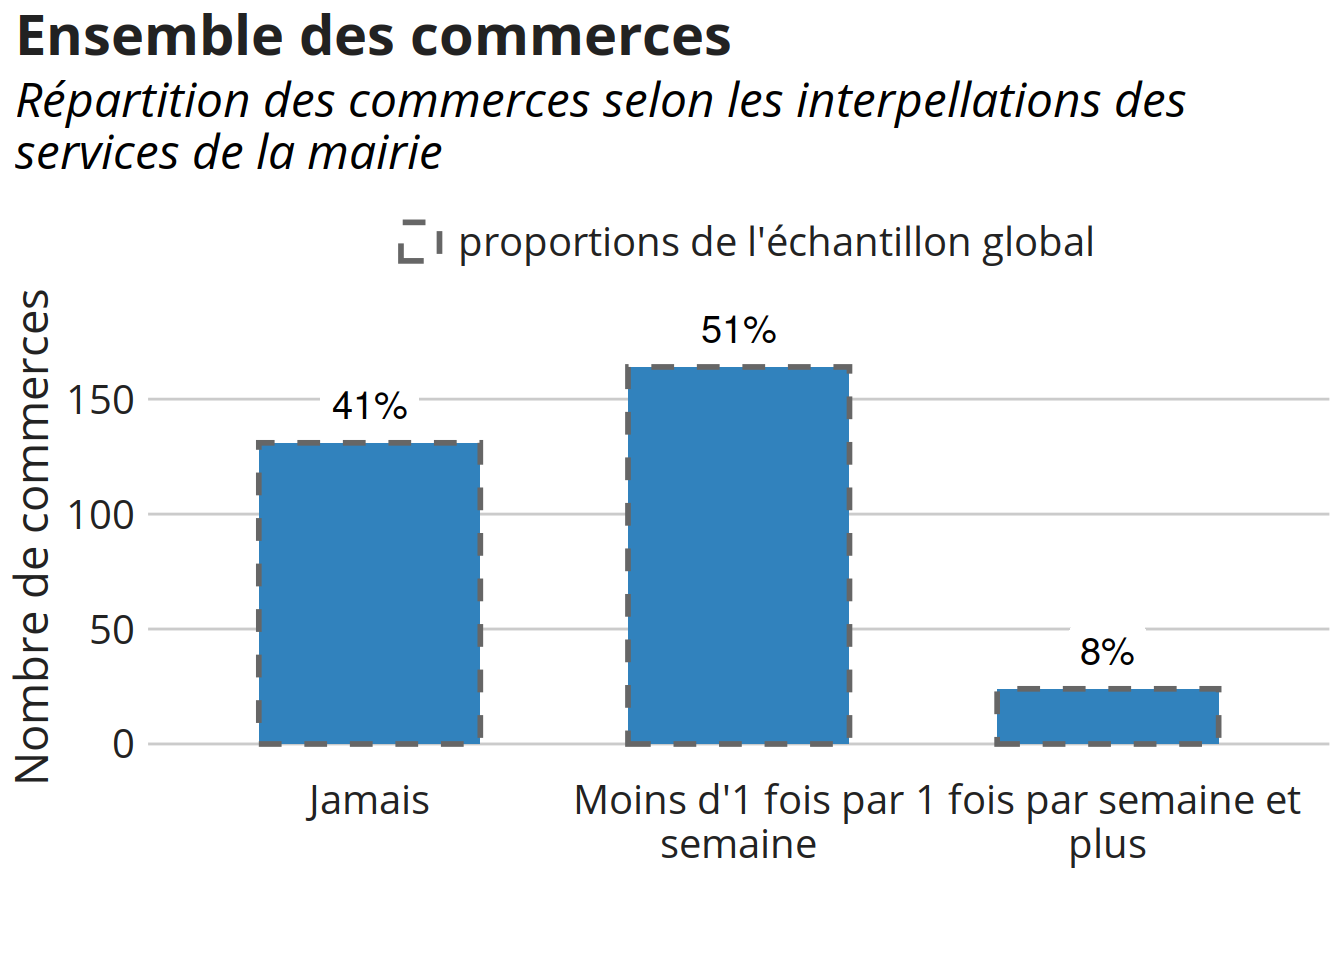 Ensemble des commerces
Répartition des commerces selon les interpellations des
services de la mairie
proportions de l'échantillon global
Nombre de commerces
51%
41%
8%
150
100
50
0
Jamais
Moins d'1 fois par
semaine
1 fois par semaine et
plus